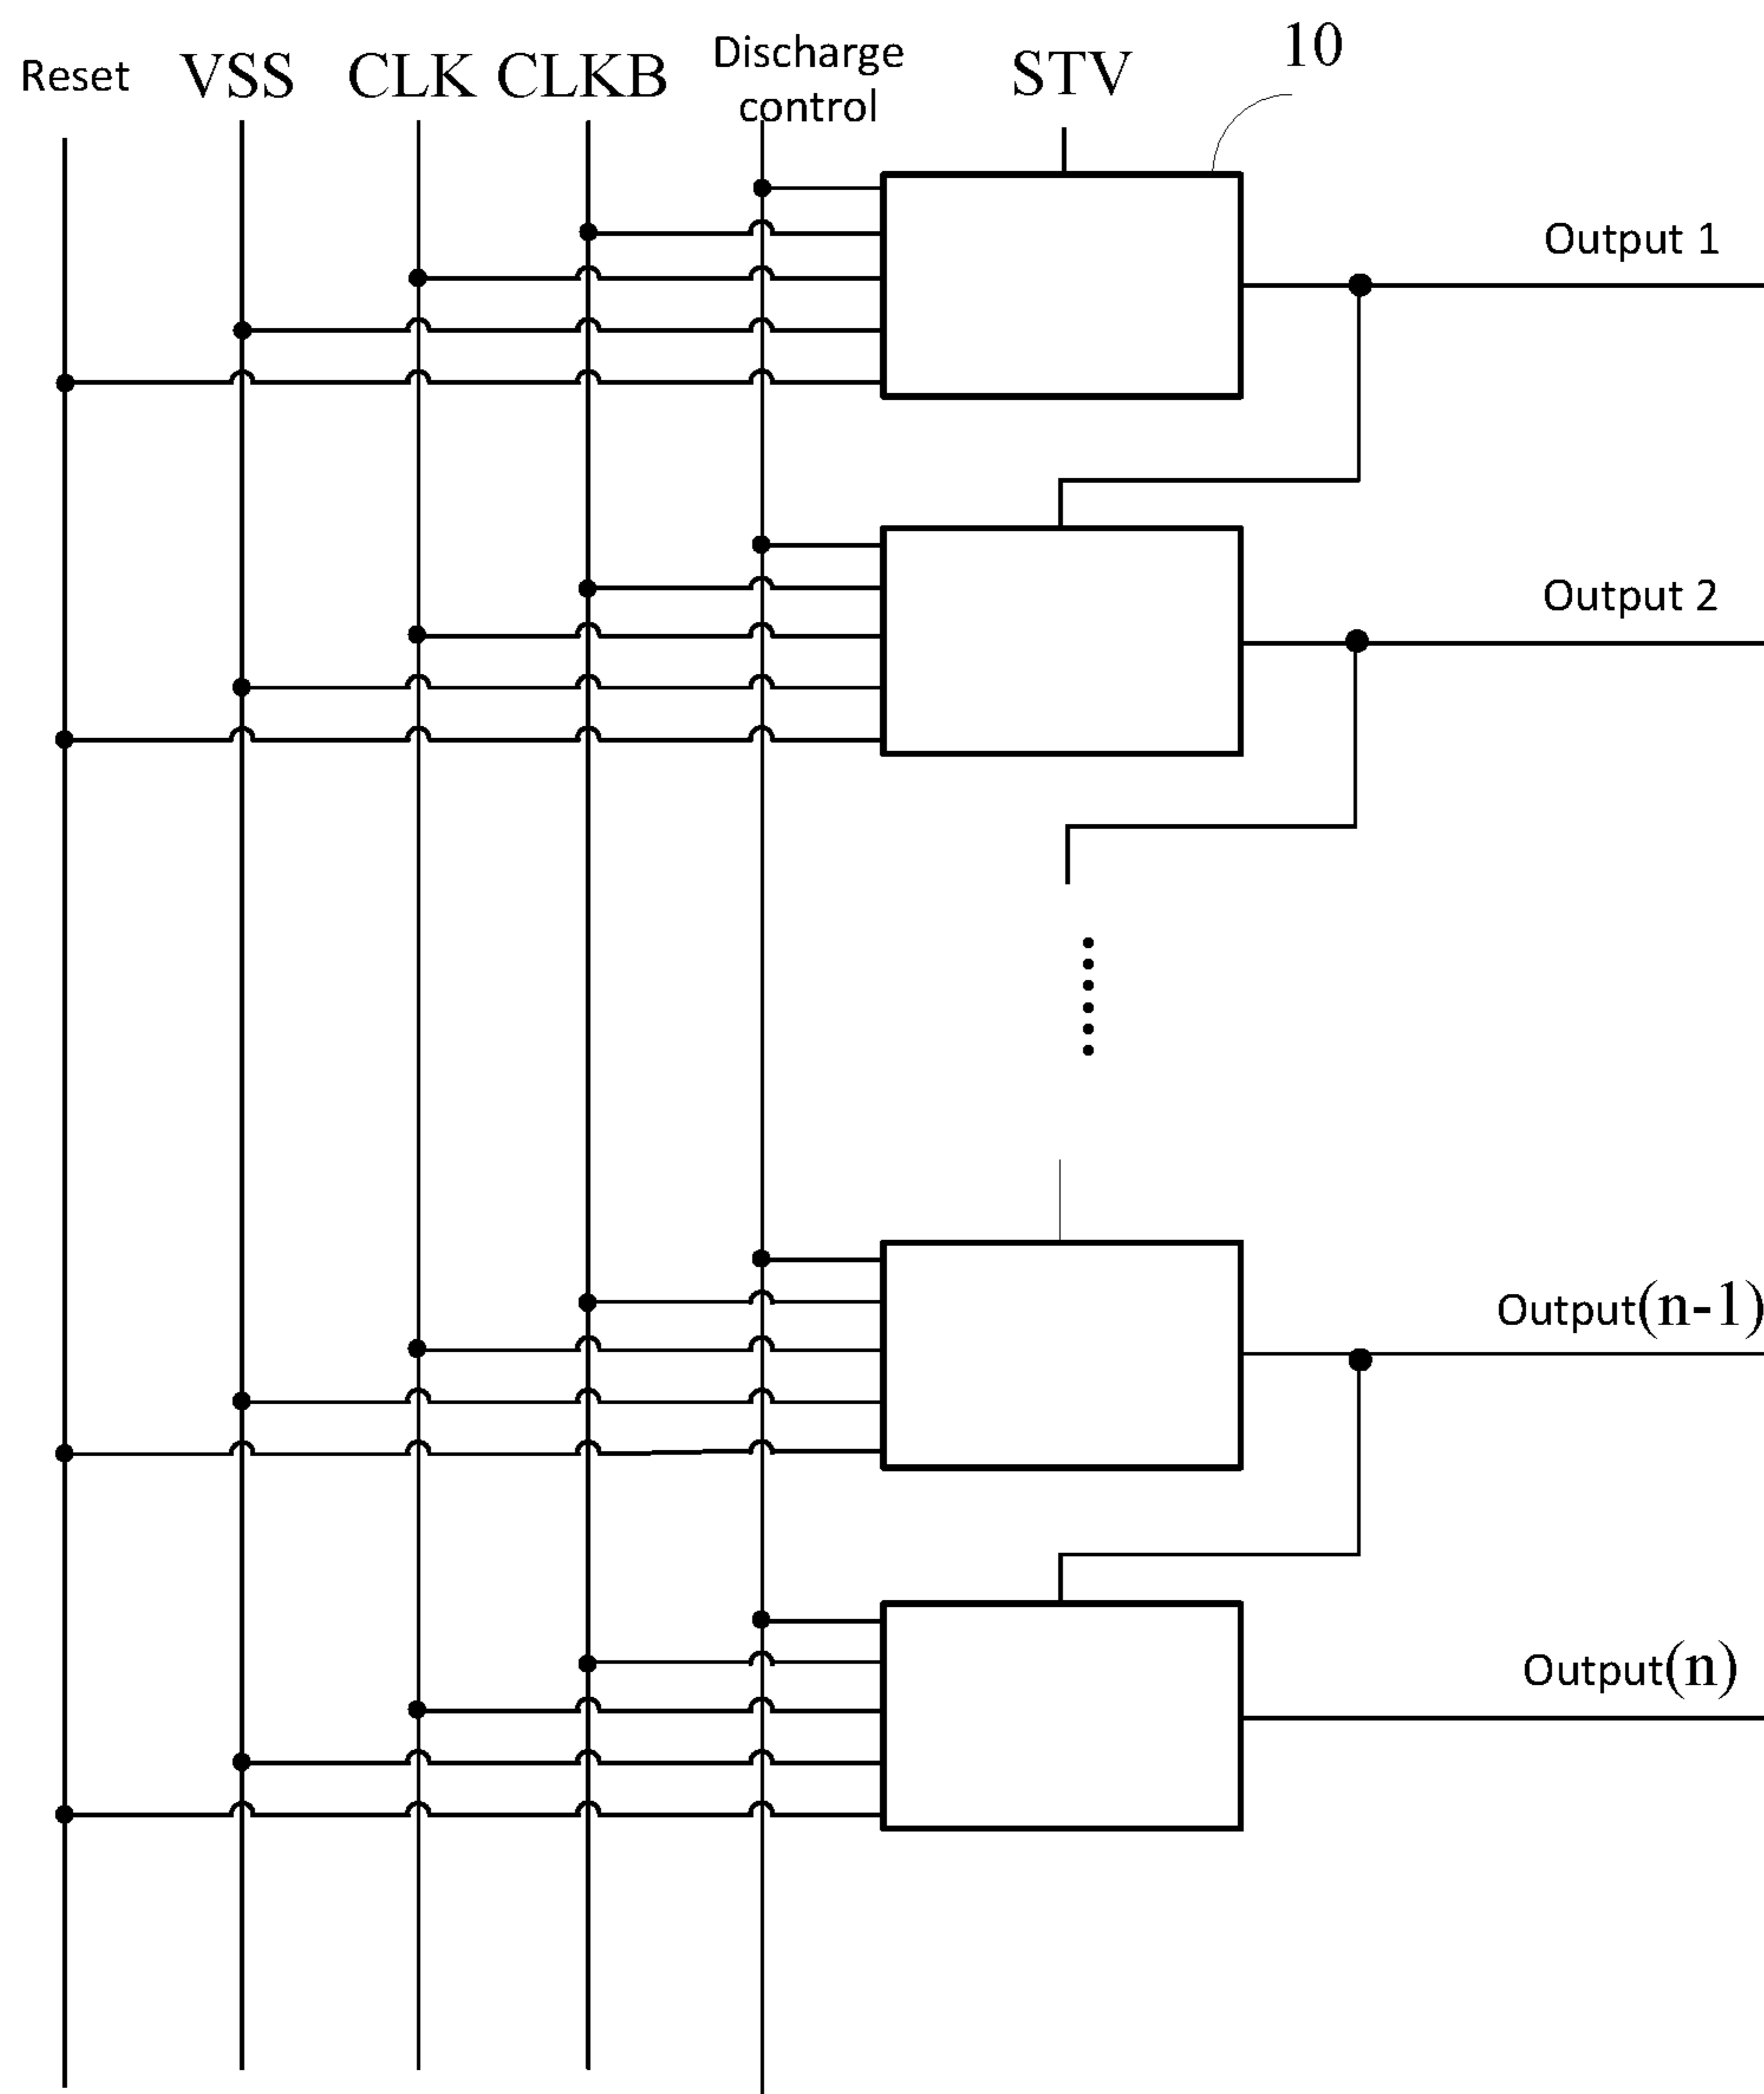 Reset VSS CLK CLKB Discharge control STV 10
Output 1
Output 2
Output(n-1)
Output(n)